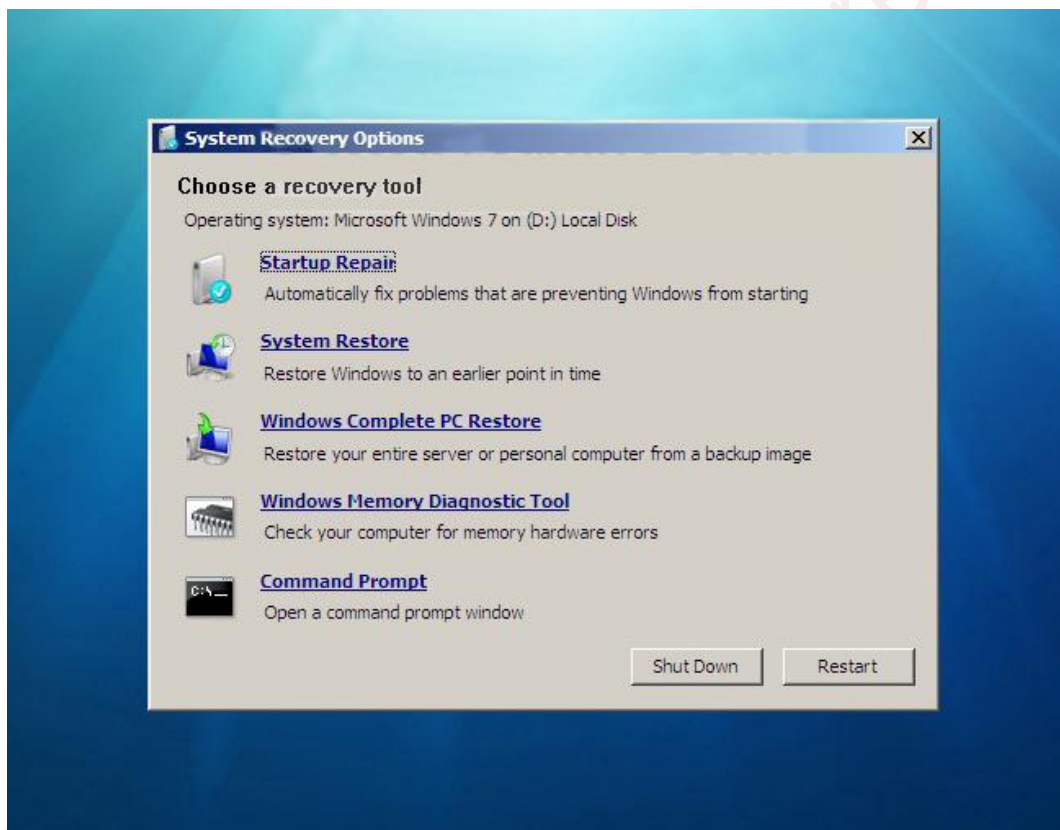 System Recovery Options
Choose a recovery tool
Operating system: Microsoft Windows 7 on (D:) Local Disk
Startup Repair
Automatically fix problems that are preventing Windows from starting
System Restore
Restore Windows to an earlier point in time
Windows Complete PC Restore
Restore your entire server or personal computer from a backup image
Windows Memory Diagnostic Tool
Check your computer for memory hardware errors
C:\_
Command Prompt
Open a command prompt window
Shut Down Restart